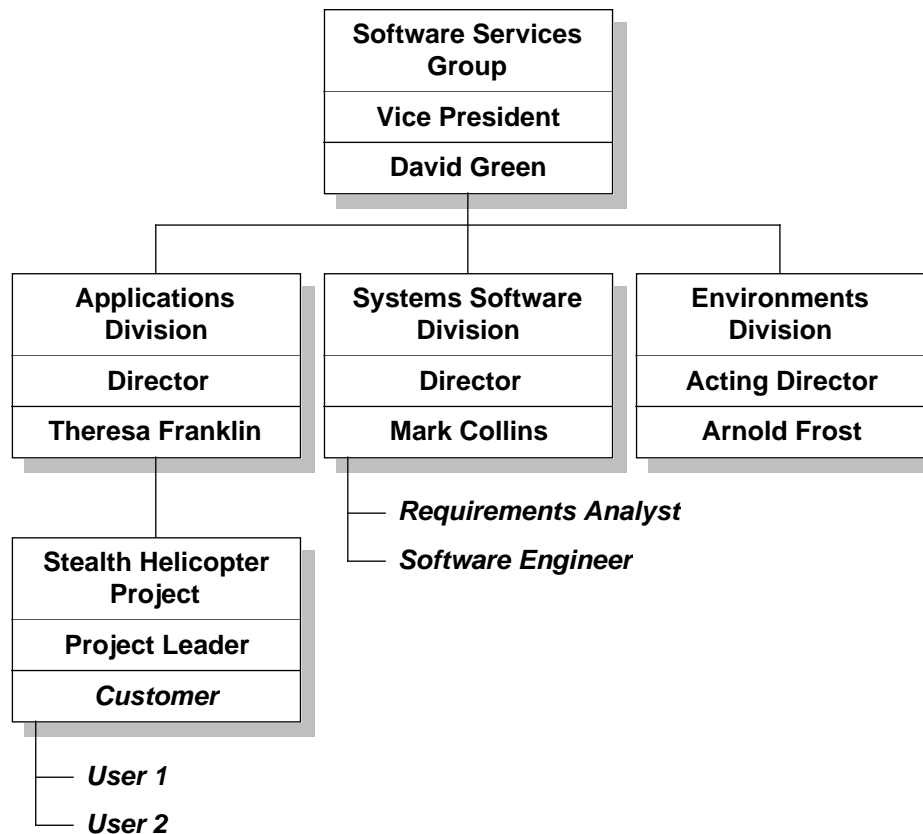 Software Services
Group
Vice President
David Green
Applications
Division
Director
Theresa Franklin
Systems Software
Division
Director
Mark Collins
Environments
Division
Acting Director
Arnold Frost
Requirements Analyst
Software Engineer
Stealth Helicopter
Project
Project Leader
Customer
User 1
User 2